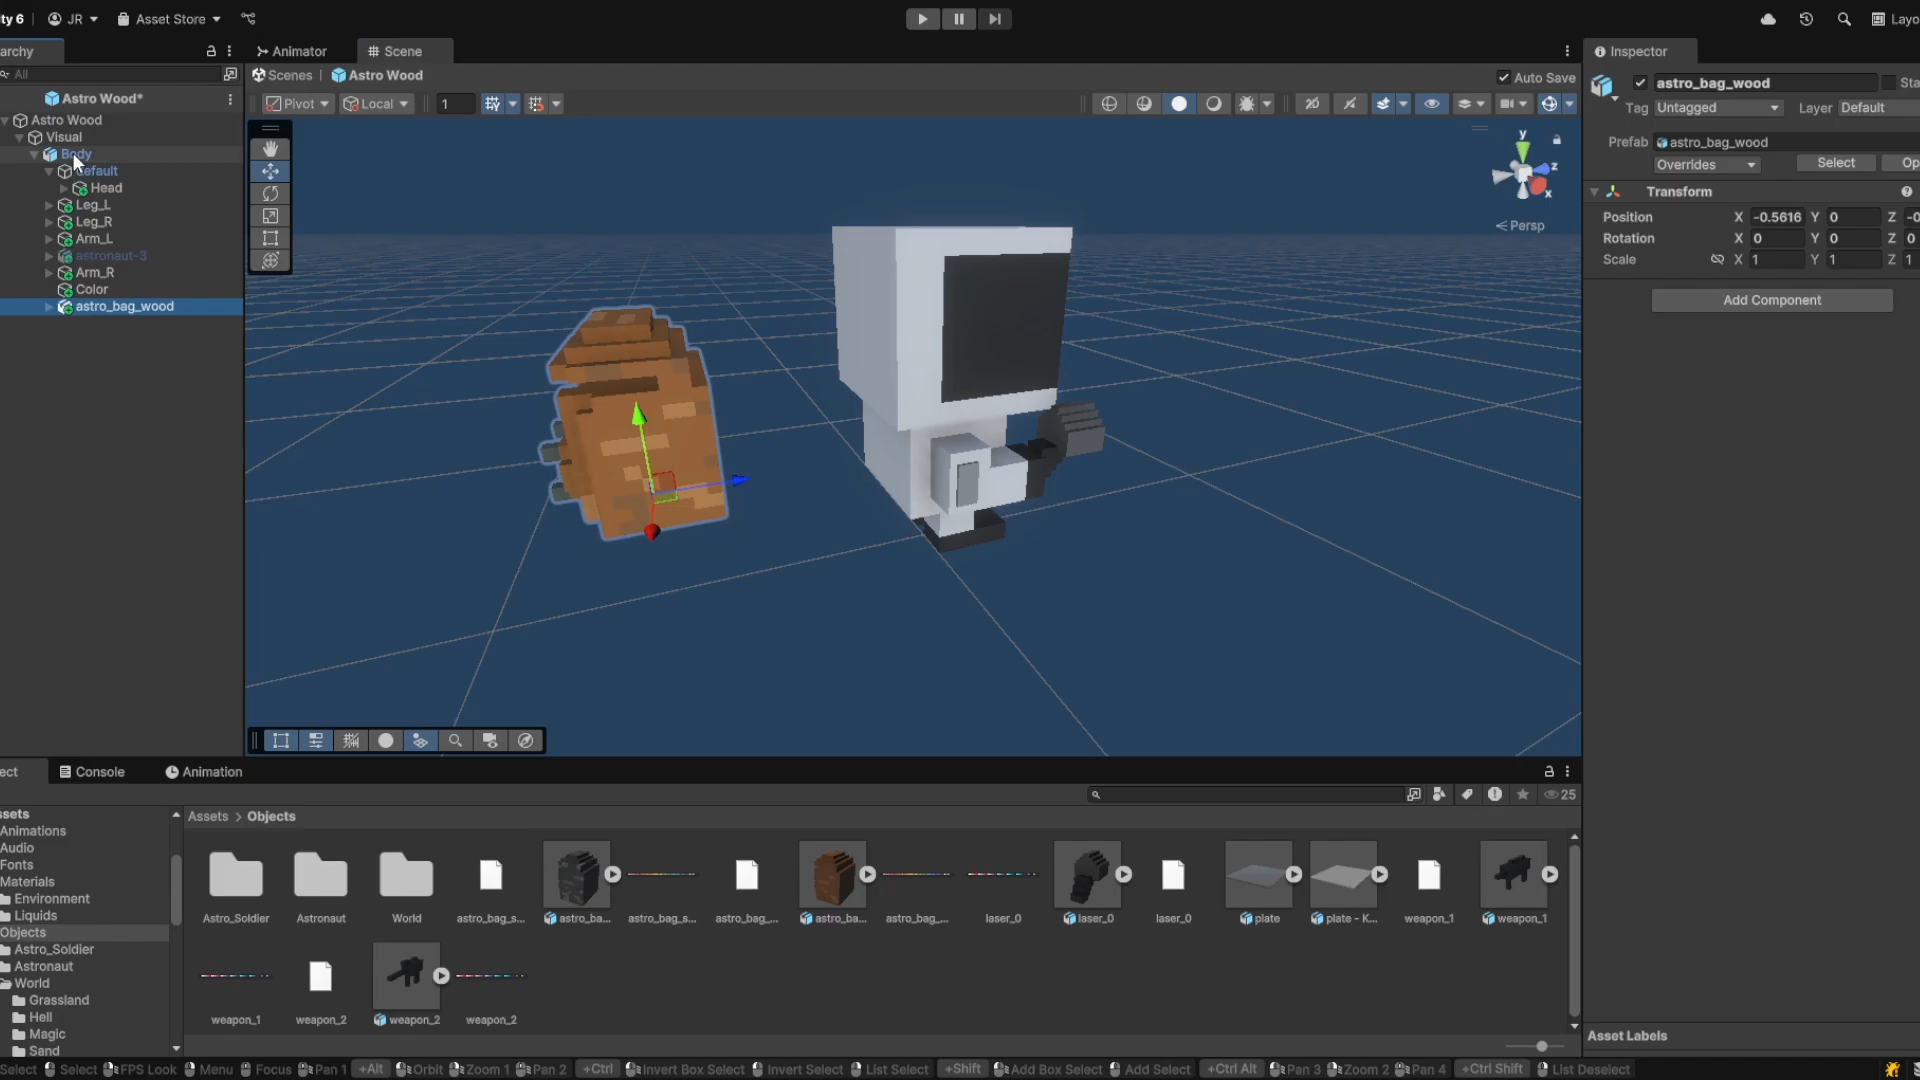 ity 6 JR Asset Store Layo
archy Animator Scene Inspector
All Scenes Astro Wood Auto Save astro_bag_wood Sta
Astro Wood* Pivot Local 1 Tag Untagged Layer Default
Astro Wood
Visual
Body
default
Head
Leg_L
Leg_R
Arm_L
astronaut-3
Arm_R
Color
astro_bag_wood
y
z
x
Persp
Prefab astro_bag_wood
Overrides Select Op
Transform
Position X -0.5616 Y 0 Z -0
Rotation X 0 Y 0 Z 0
Scale X 1 Y 1 Z 1
Add Component
ect Console Animation
25
ssets
Animations
Audio
Fonts
Materials
Environment
Liquids
Objects
Astro_Soldier
Astronaut
World
Grassland
Hell
Magic
Sand
Assets > Objects
Astro_Soldier Astronaut World astro_bag_s... astro_ba... astro_bag_s... astro_bag_... astro_ba... astro_bag_... laser_0 laser_0 laser_0 plate plate - K... weapon_1 weapon_1
weapon_1 weapon_2 weapon_2 weapon_2
Asset Labels
Select Select FPS Look Menu Focus Pan 1 +Alt Orbit Zoom 1 Pan 2 +Ctrl Invert Box Select Invert Select List Select +Shift Add Box Select Add Select +Ctrl Alt Pan 3 Zoom 2 Pan 4 +Ctrl Shift List Deselect